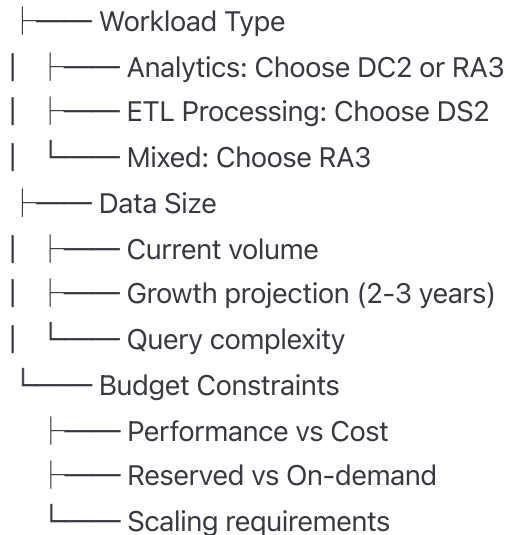 ├── Workload Type
│ ├── Analytics: Choose DC2 or RA3
│ ├── ETL Processing: Choose DS2
│ └── Mixed: Choose RA3
├── Data Size
│ ├── Current volume
│ ├── Growth projection (2-3 years)
│ └── Query complexity
└── Budget Constraints
├── Performance vs Cost
├── Reserved vs On-demand
└── Scaling requirements